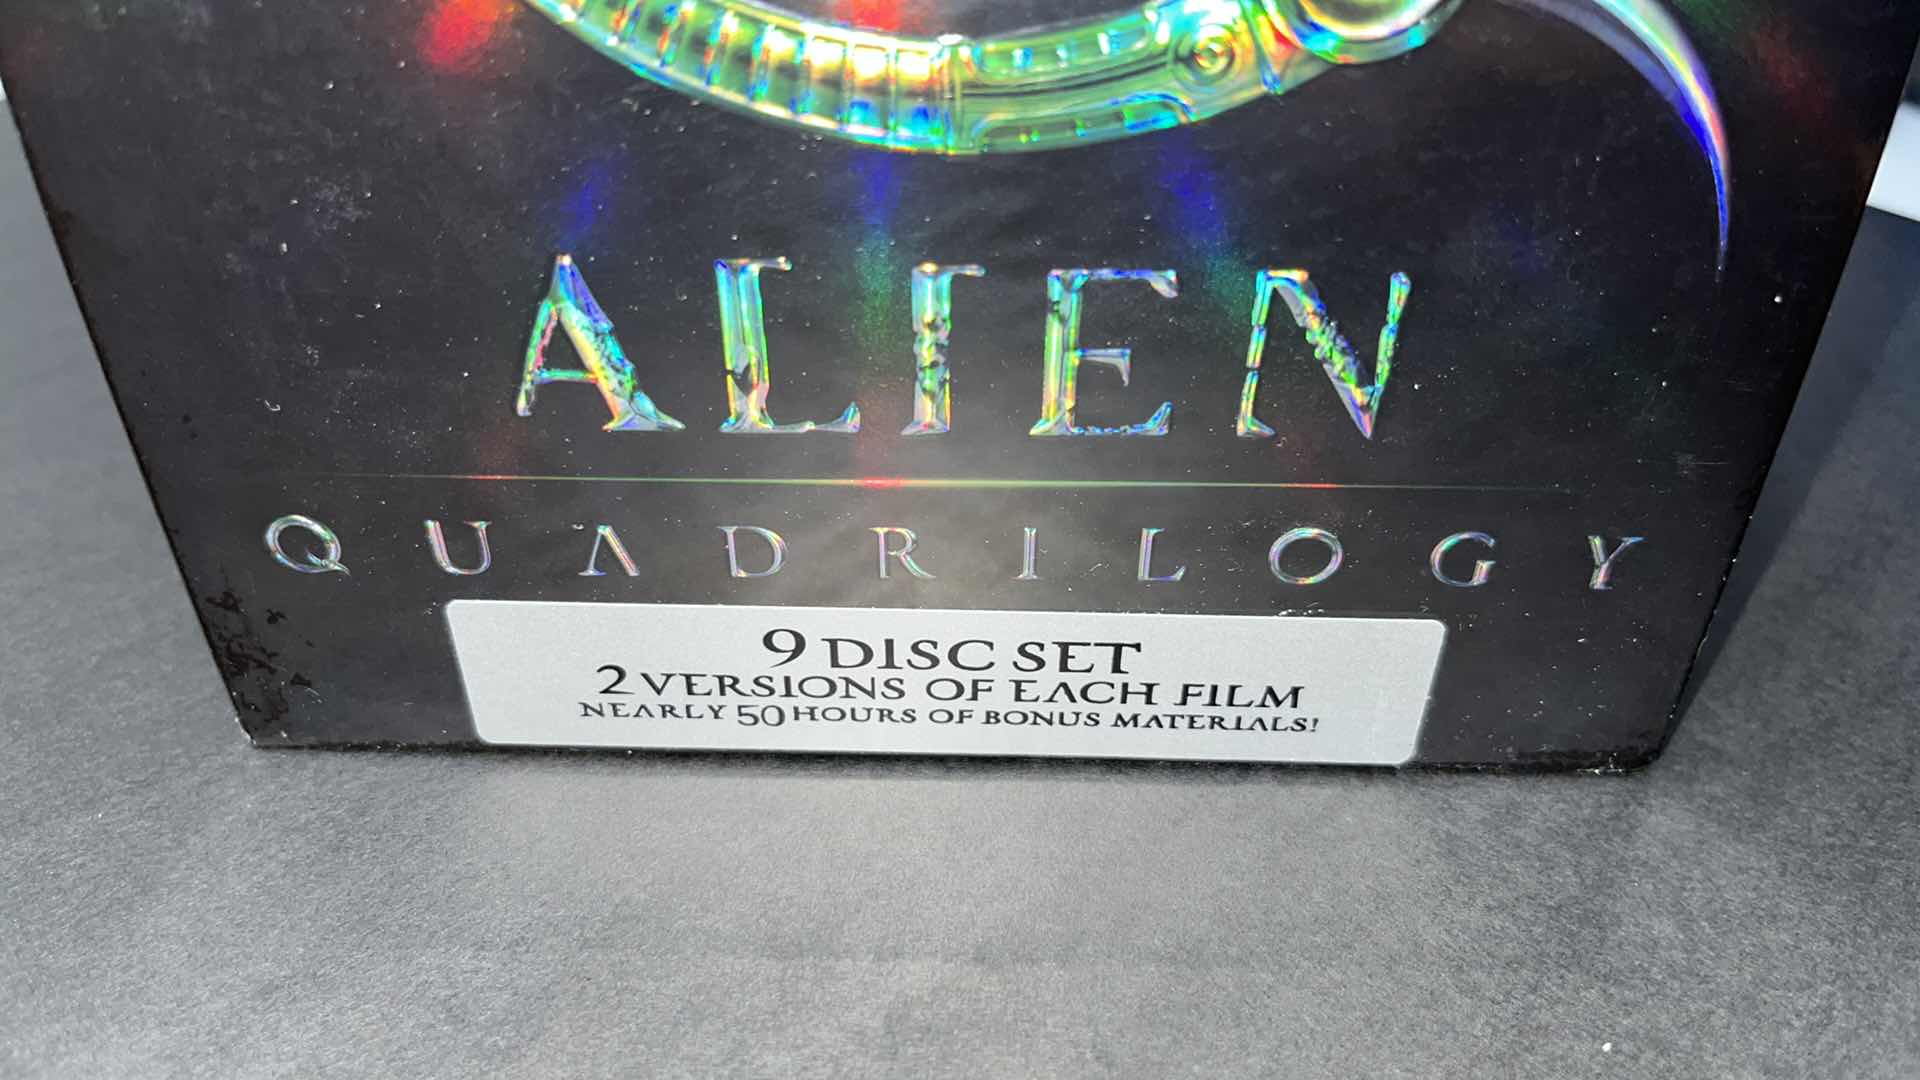 ALIEN
QUADRILOGY
9 DISC SET
2 VERSIONS OF EACH FILM
NEARLY 50 HOURS OF BONUS MATERIALS!